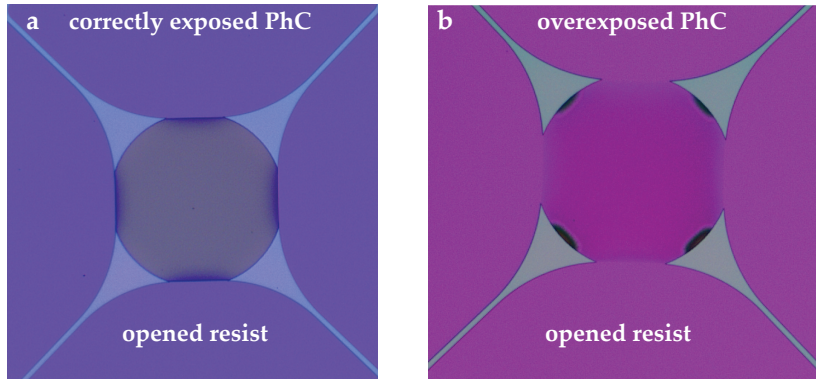 a correctly exposed PhC
opened resist
b overexposed PhC
opened resist